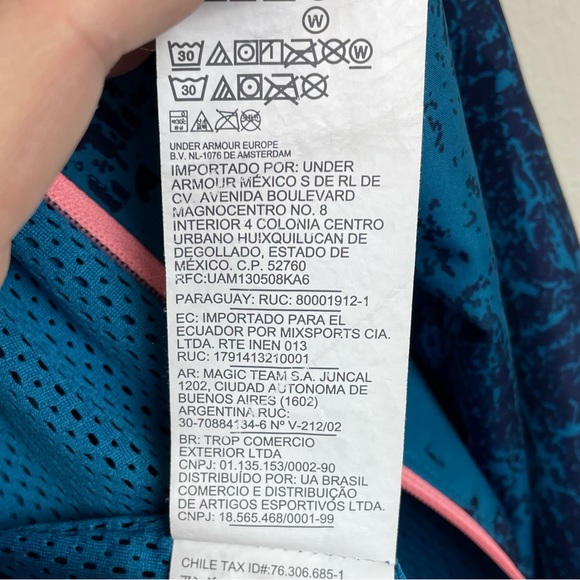 W
30 W
30
UNDER ARMOUR EUROPE
B.V. NL-1076 DE AMSTERDAM
IMPORTADO POR: UNDER
ARMOUR MÉXICO S DE RL DE
CV. AVENIDA BOULEVARD
MAGNOCENTRO NO. 8
INTERIOR 4 COLONIA CENTRO
URBANO HUIXQUILUCAN DE
DEGOLLADO, ESTADO DE
MÉXICO. C.P. 52760
RFC:UAM130508KA6
PARAGUAY: RUC: 80001912-1
EC: IMPORTADO PARA EL
ECUADOR POR MIXSPORTS CIA.
LTDA. RTE INEN 013
RUC: 1791413210001
AR: MAGIC TEAM S.A. JUNCAL
1202, CIUDAD AUTONOMA DE
BUENOS AIRES (1602)
ARGENTINA RUC:
30-70884134-6 Nº V-212/02
BR: TROP COMERCIO
EXTERIOR LTDA
CNPJ: 01.135.153/0002-90
DISTRIBUÍDO POR: UA BRASIL
COMERCIO E DISTRIBUIÇÃO
DE ARTIGOS ESPORTIVOS LTDA.
CNPJ: 18.565.468/0001-99
CHILE TAX ID#:76.306.685-1